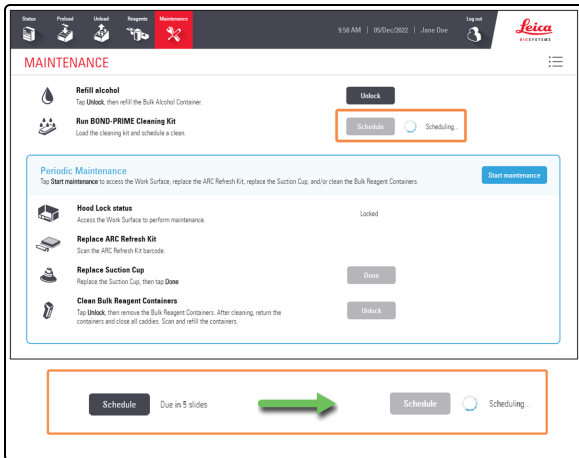 Status Preload Unload Reagents Maintenance 9:58 AM | 05/Dec/2022 | Jane Doe Log out
Leica
BIOSYSTEMS
MAINTENANCE
Refill alcohol
Tap Unlock, then refill the Bulk Alcohol Container.
Unlock
Run BOND-PRIME Cleaning Kit
Load the cleaning kit and schedule a clean.
Schedule Scheduling...
Periodic Maintenance
Tap Start maintenance to access the Work Surface, replace the ARC Refresh Kit, replace the Suction Cup, and/or clean the Bulk Reagent Containers.
Start maintenance
Hood Lock status
Access the Work Surface to perform maintenance.
Locked
Replace ARC Refresh Kit
Scan the ARC Refresh Kit barcode.
Replace Suction Cup
Replace the Suction Cup, then tap Done
Done
Clean Bulk Reagent Containers
Tap Unlock, then remove the Bulk Reagent Containers. After cleaning, return the
containers and close all caddies. Scan and refill the containers.
Unlock
Schedule Due in 5 slides Schedule Scheduling...